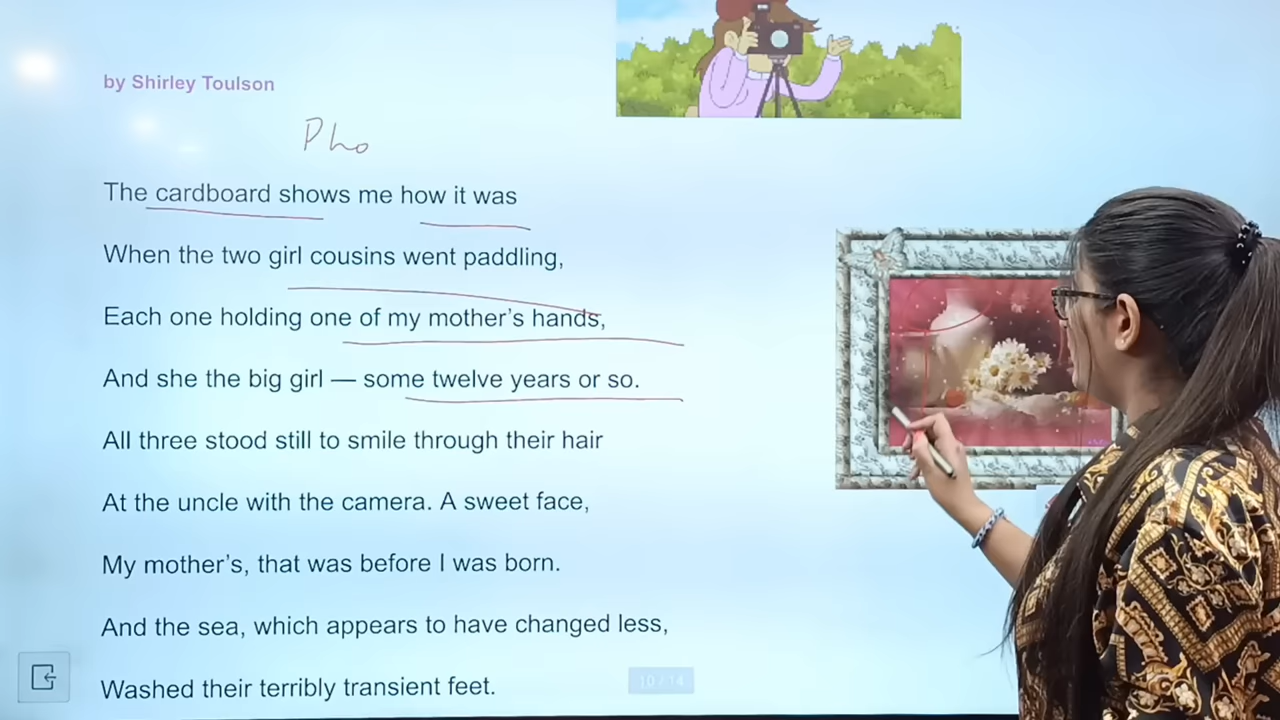 by Shirley Toulson
Pho
The cardboard shows me how it was
When the two girl cousins went paddling,
Each one holding one of my mother's hands,
And she the big girl — some twelve years or so.
All three stood still to smile through their hair
At the uncle with the camera. A sweet face,
My mother's, that was before I was born.
And the sea, which appears to have changed less,
Washed their terribly transient feet.
10 / 14